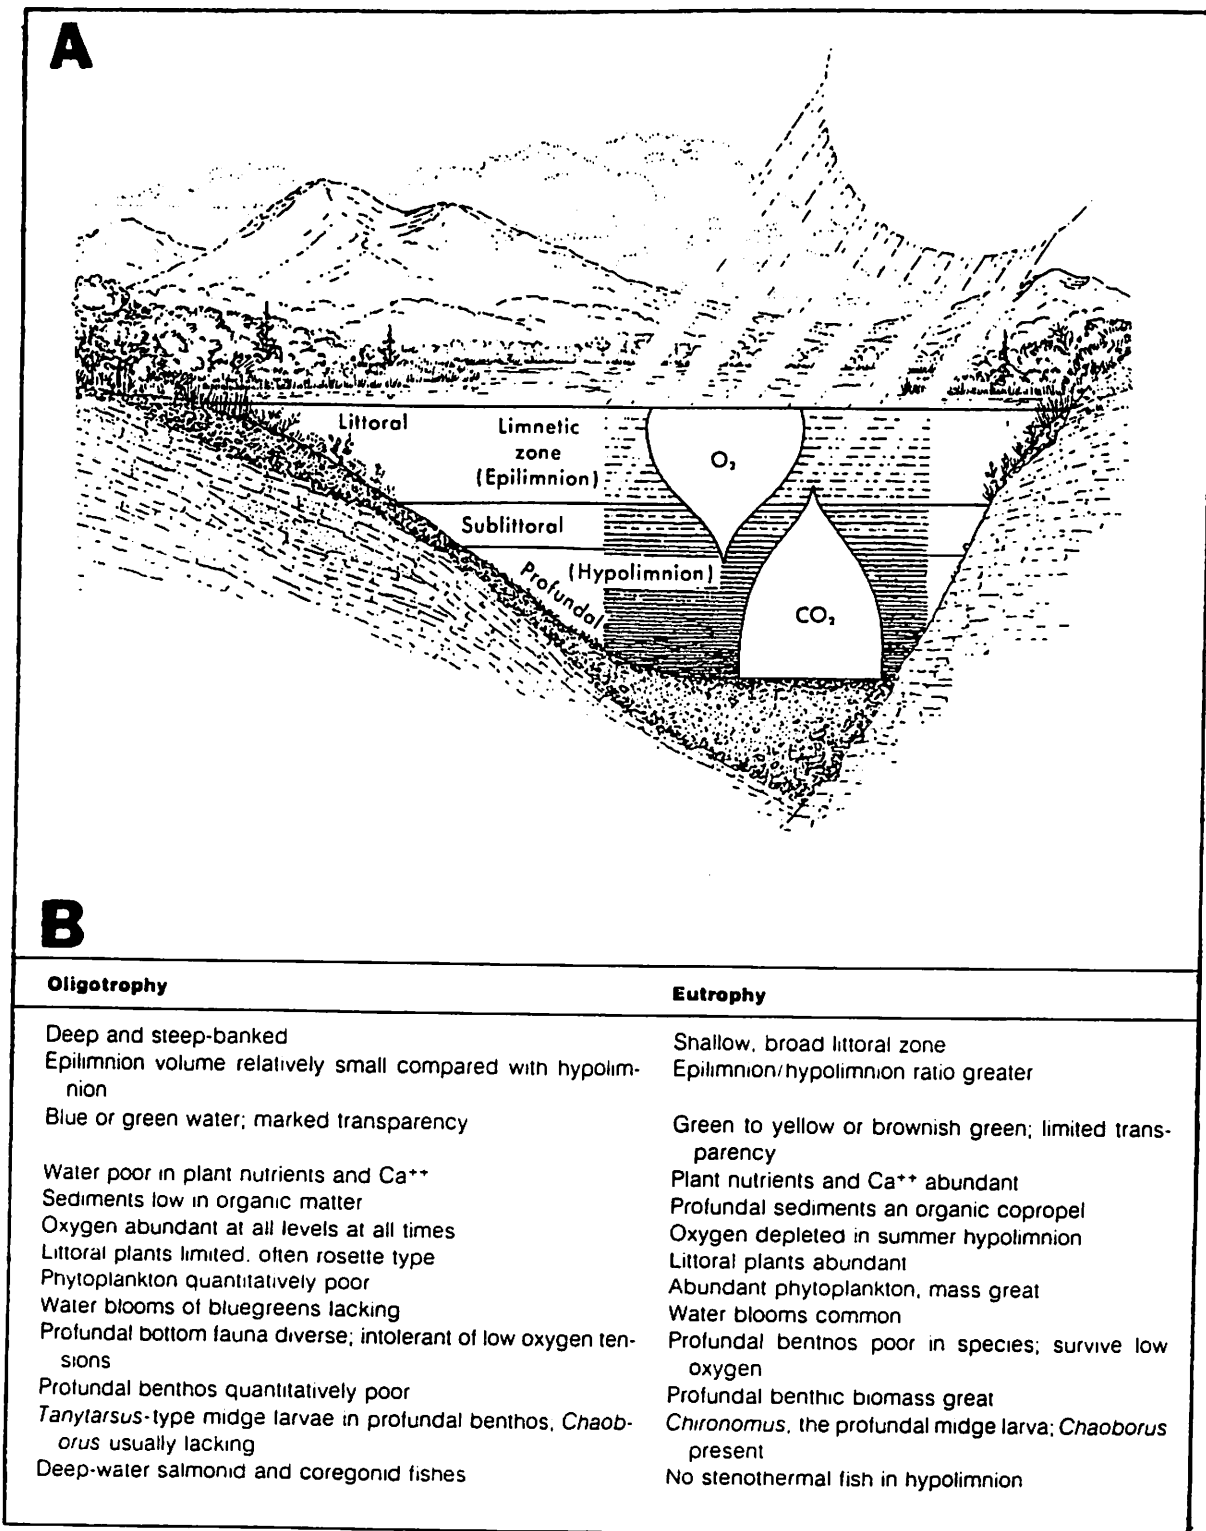 A
Littoral
Limnetic
zone
(Epilimnion)
O₂
Sublittoral
(Hypolimnion)
Profundal
CO₂
B
Oligotrophy
Deep and steep-banked
Epilimnion volume relatively small compared with hypolim-
nion
Blue or green water; marked transparency
Water poor in plant nutrients and Ca⁺⁺
Sediments low in organic matter
Oxygen abundant at all levels at all times
Littoral plants limited. often rosette type
Phytoplankton quantitatively poor
Water blooms of bluegreens lacking
Profundal bottom fauna diverse; intolerant of low oxygen ten-
sions
Profundal benthos quantitatively poor
Tanytarsus-type midge larvae in profundal benthos, Chaob-
orus usually lacking
Deep-water salmonid and coregonid fishes
Eutrophy
Shallow, broad littoral zone
Epilimnion/hypolimnion ratio greater
Green to yellow or brownish green; limited trans-
parency
Plant nutrients and Ca⁺⁺ abundant
Profundal sediments an organic copropel
Oxygen depleted in summer hypolimnion
Littoral plants abundant
Abundant phytoplankton, mass great
Water blooms common
Profundal benthos poor in species; survive low
oxygen
Profundal benthic biomass great
Chironomus, the profundal midge larva; Chaoborus
present
No stenothermal fish in hypolimnion